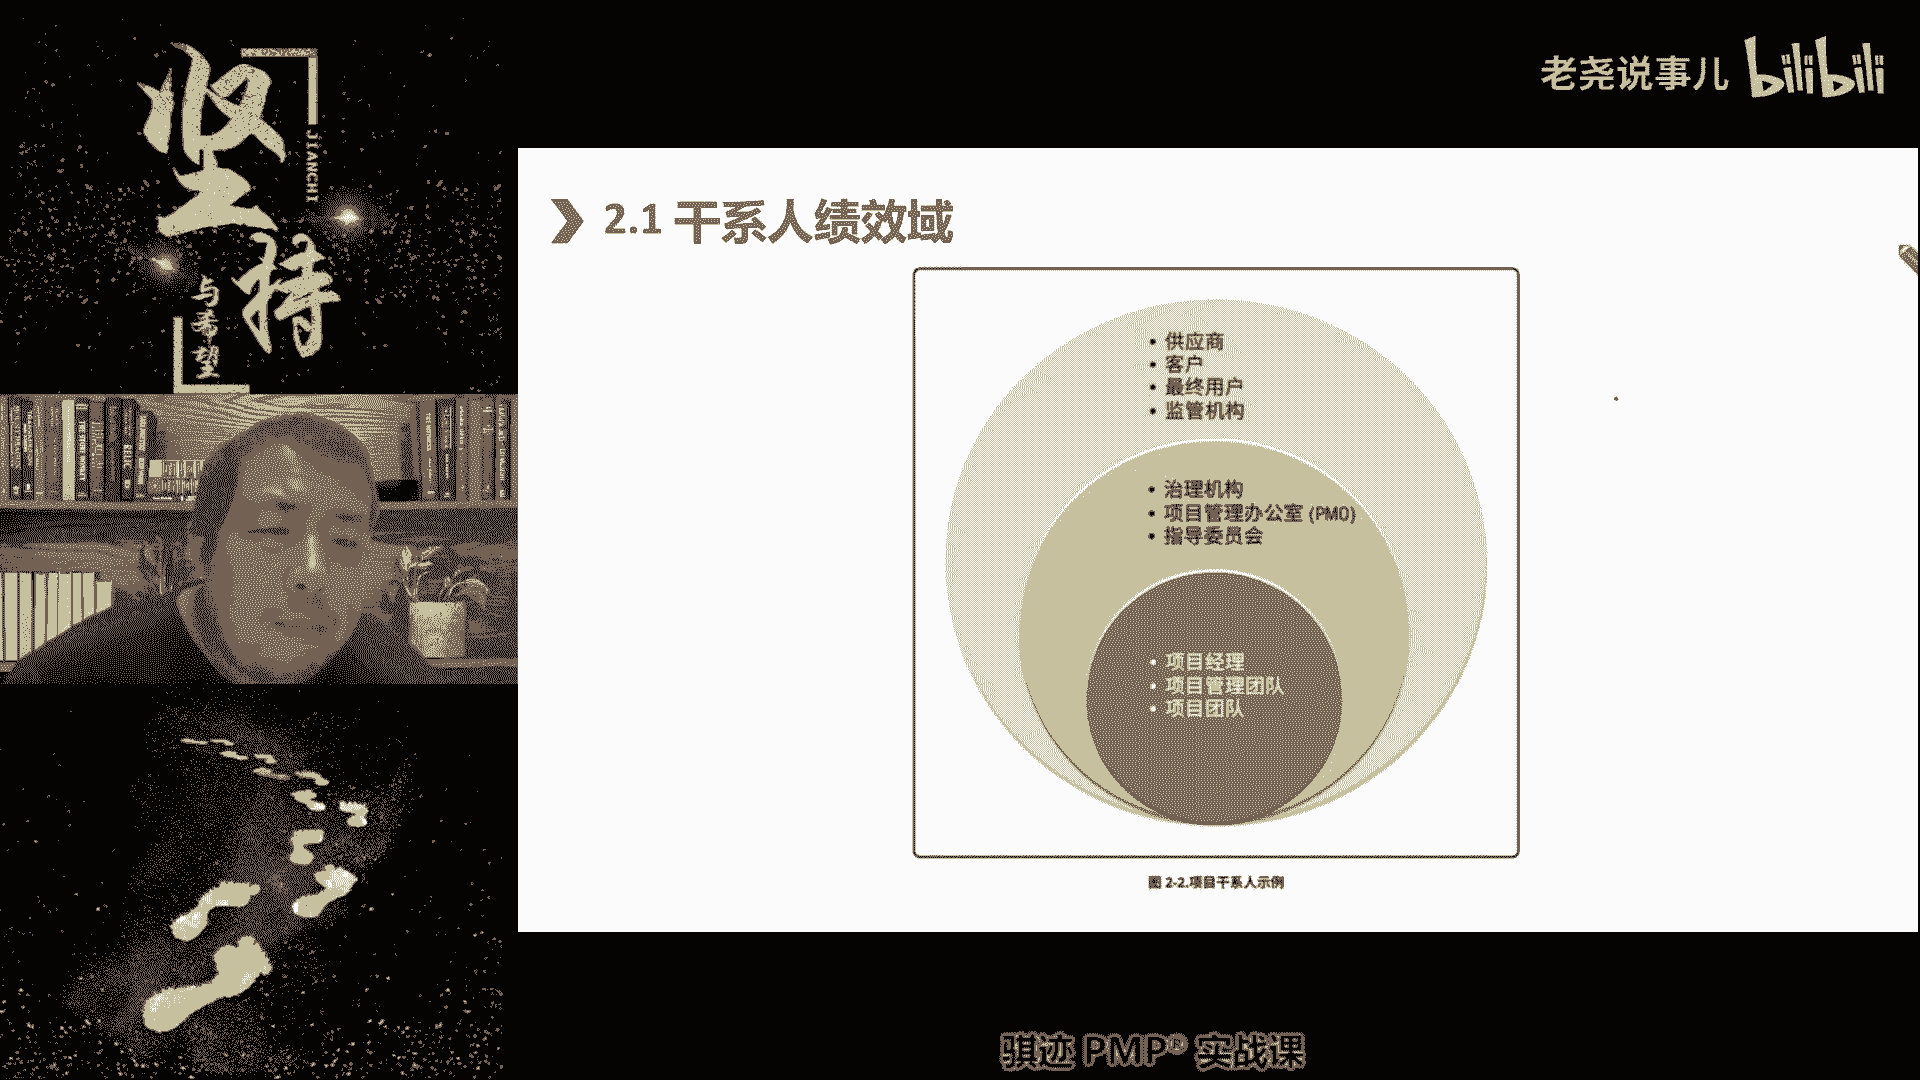 坚持
JIANCHI
与希望
老尧说事儿 bilibili
2.1 干系人绩效域
• 供应商
• 客户
• 最终用户
• 监管机构
• 治理机构
• 项目管理办公室 (PMO)
• 指导委员会
• 项目经理
• 项目管理团队
• 项目团队
图 2-2.项目干系人示例
骐迹 PMP® 实战课